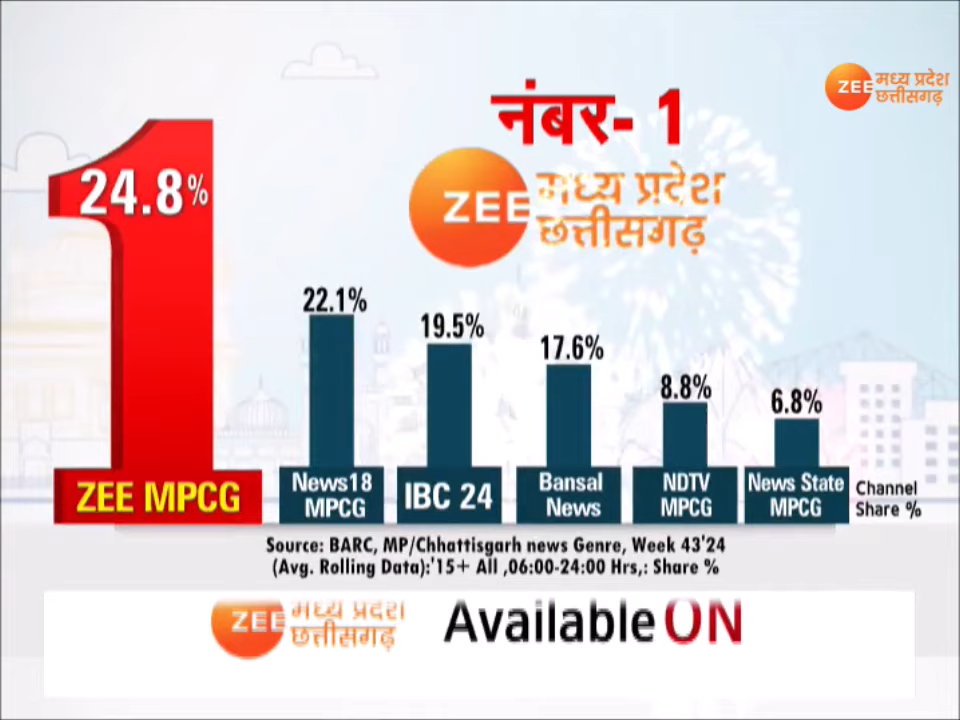 नंबर- 1
ZEE मध्य प्रदेश
छत्तीसगढ़
ZEE मध्य प्रदेश
छत्तीसगढ़
24.8%
22.1%
19.5%
17.6%
8.8%
6.8%
ZEE MPCG
News18
MPCG
IBC 24
Bansal
News
NDTV
MPCG
News State
MPCG
Channel
Share %
Source: BARC, MP/Chhattisgarh news Genre, Week 43'24
(Avg. Rolling Data):'15+ All ,06:00-24:00 Hrs,: Share %
ZEE मध्य प्रदेश
छत्तीसगढ़
Available ON